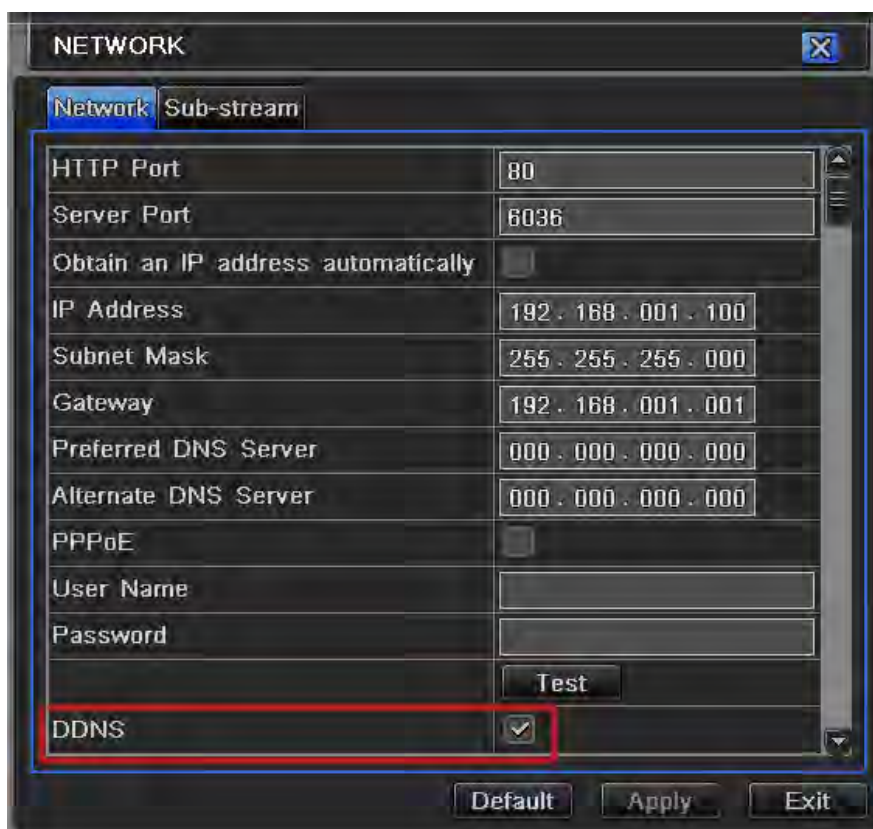 NETWORK
Network Sub-stream
HTTP Port 80
Server Port 6036
Obtain an IP address automatically
IP Address 192 . 168 . 001 . 100
Subnet Mask 255 . 255 . 255 . 000
Gateway 192 . 168 . 001 . 001
Preferred DNS Server 000 . 000 . 000 . 000
Alternate DNS Server 000 . 000 . 000 . 000
PPPoE
User Name
Password
Test
DDNS
Default Apply Exit